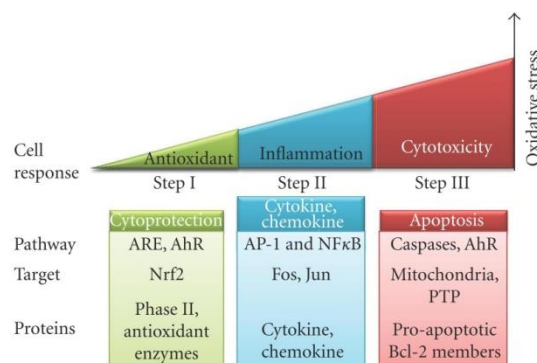 Oxidative stress
Cell
response
Antioxidant
Inflammation
Cytotoxicity
Step I
Step II
Step III
Cytoprotection
Cytokine,
chemokine
Apoptosis
Pathway
ARE, AhR
AP-1 and NFκB
Caspases, AhR
Target
Nrf2
Fos, Jun
Mitochondria,
PTP
Proteins
Phase II,
antioxidant
enzymes
Cytokine,
chemokine
Pro-apoptotic
Bcl-2 members